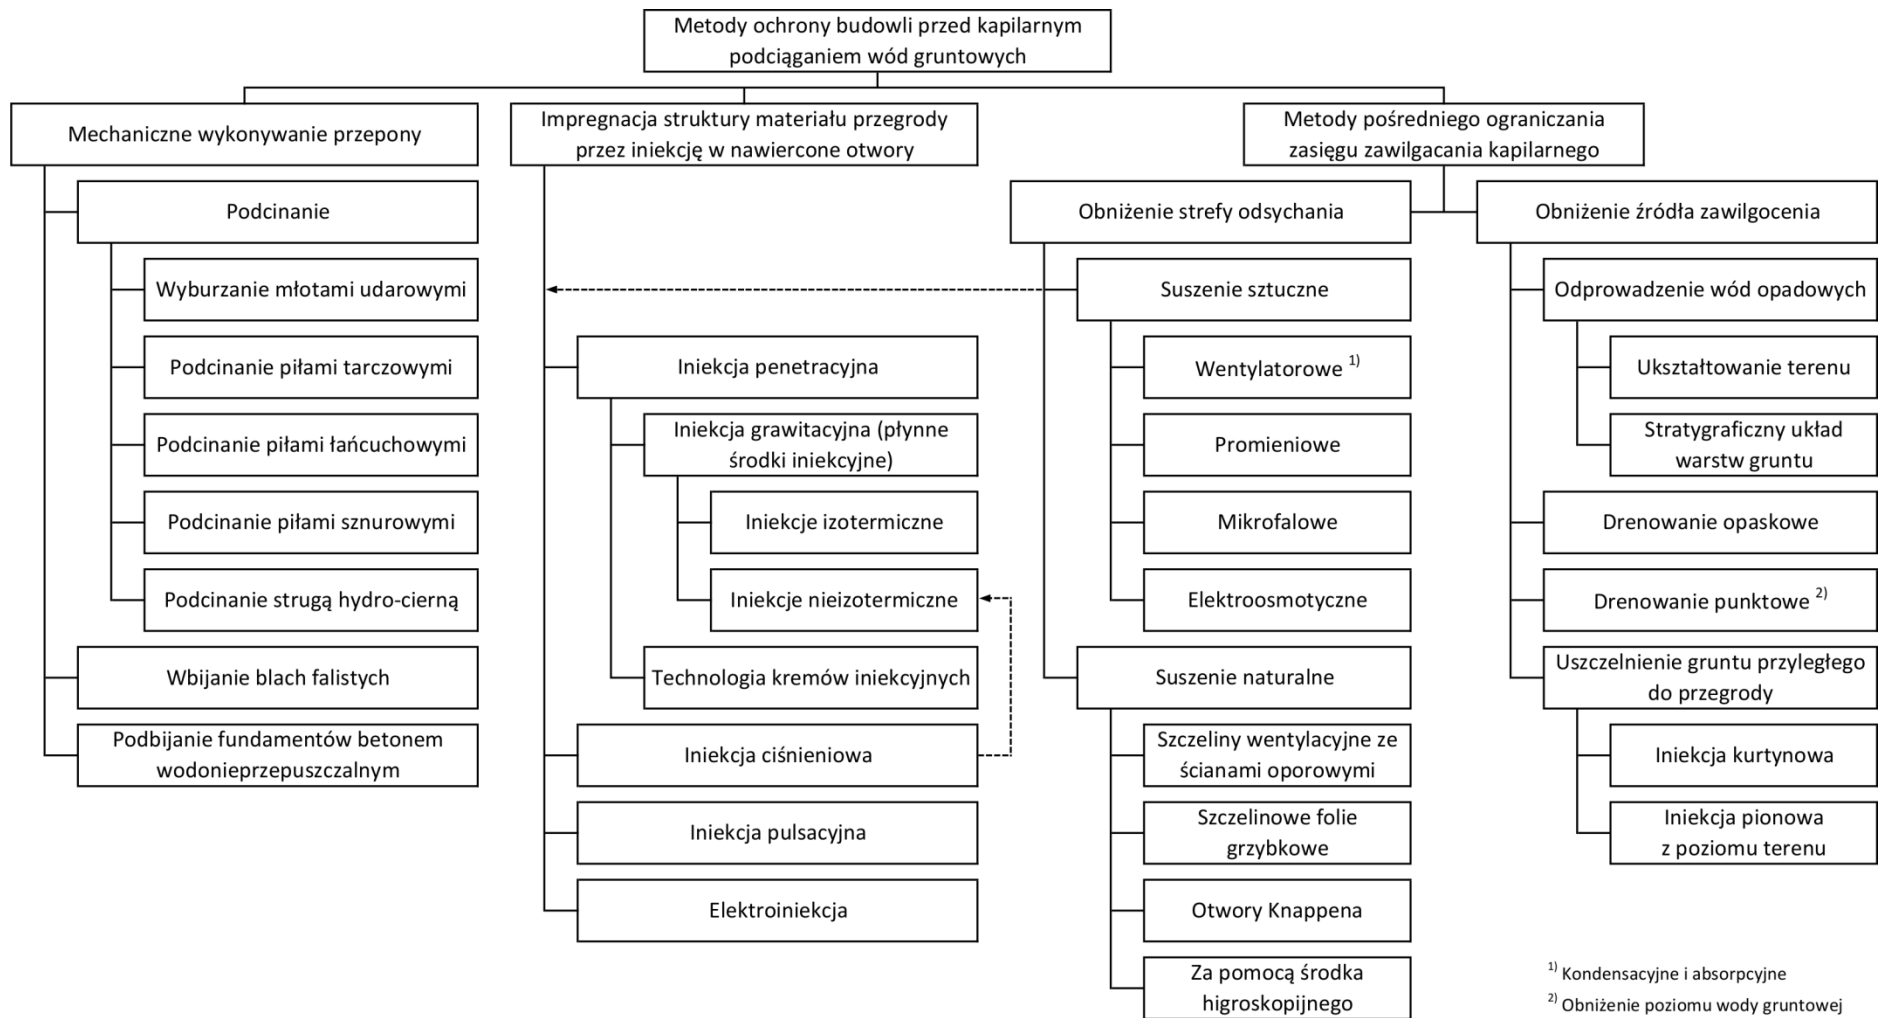 Metody ochrony budowli przed kapilarnym
podciąganiem wód gruntowych
Mechaniczne wykonywanie przepony
Podcinanie
Wyburzanie młotami udarowymi
Podcinanie piłami tarczowymi
Podcinanie piłami łańcuchowymi
Podcinanie piłami sznurowymi
Podcinanie strugą hydro-cierną
Wbijanie blach falistych
Podbijanie fundamentów betonem
wodonieprzepuszczalnym
Impregnacja struktury materiału przegrody
przez iniekcję w nawiercone otwory
Iniekcja penetracyjna
Iniekcja grawitacyjna (płynne
środki iniekcyjne)
Iniekcje izotermiczne
Iniekcje nieizotermiczne
Technologia kremów iniekcyjnych
Iniekcja ciśnieniowa
Iniekcja pulsacyjna
Elektroiniekcja
Metody pośredniego ograniczania
zasięgu zawilgacania kapilarnego
Obniżenie strefy odsychania
Suszenie sztuczne
Wentylatorowe 1)
Promieniowe
Mikrofalowe
Elektroosmotyczne
Suszenie naturalne
Szczeliny wentylacyjne ze
ścianami oporowymi
Szczelinowe folie
grzybkowe
Otwory Knappena
Za pomocą środka
higroskopijnego
Obniżenie źródła zawilgocenia
Odprowadzenie wód opadowych
Ukształtowanie terenu
Stratygraficzny układ
warstw gruntu
Drenowanie opaskowe
Drenowanie punktowe 2)
Uszczelnienie gruntu przyległego
do przegrody
Iniekcja kurtynowa
Iniekcja pionowa
z poziomu terenu
1) Kondensacyjne i absorpcyjne
2) Obniżenie poziomu wody gruntowej